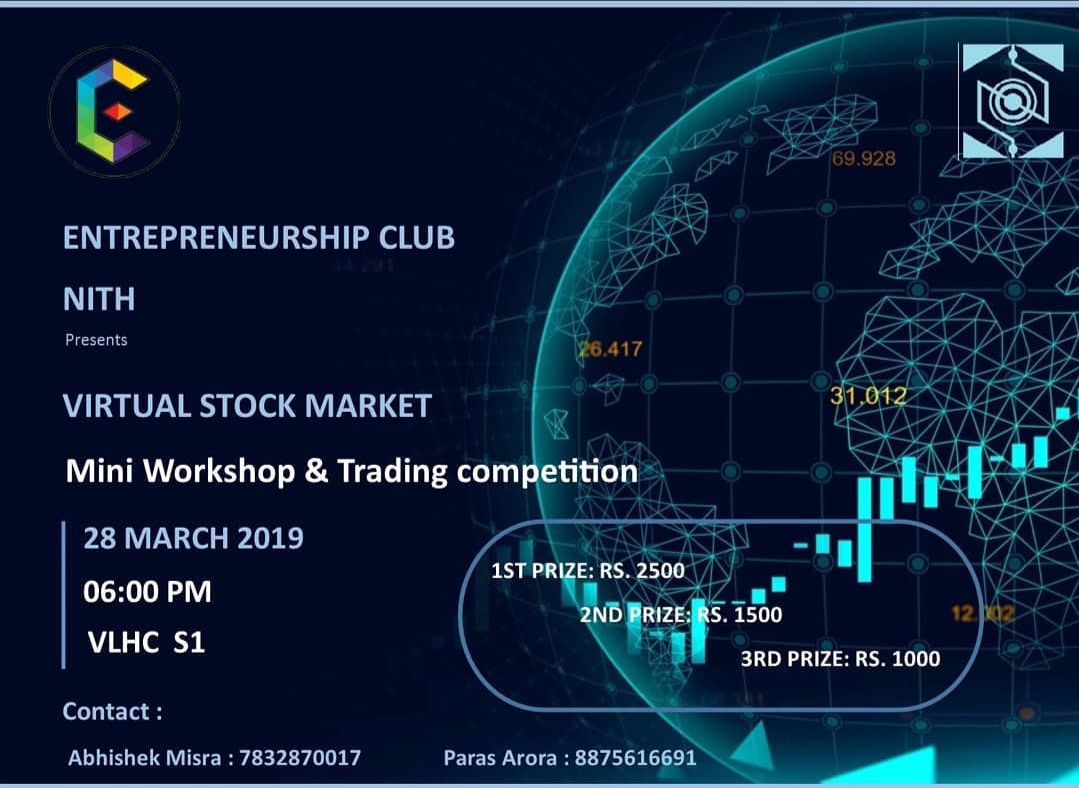 ENTREPRENEURSHIP CLUB
NITH
Presents
VIRTUAL STOCK MARKET
Mini Workshop & Trading competition
28 MARCH 2019
06:00 PM
VLHC S1
1ST PRIZE: RS. 2500
2ND PRIZE: RS. 1500
3RD PRIZE: RS. 1000
Contact :
Abhishek Misra : 7832870017 Paras Arora : 8875616691
69.928
26.417
31.012